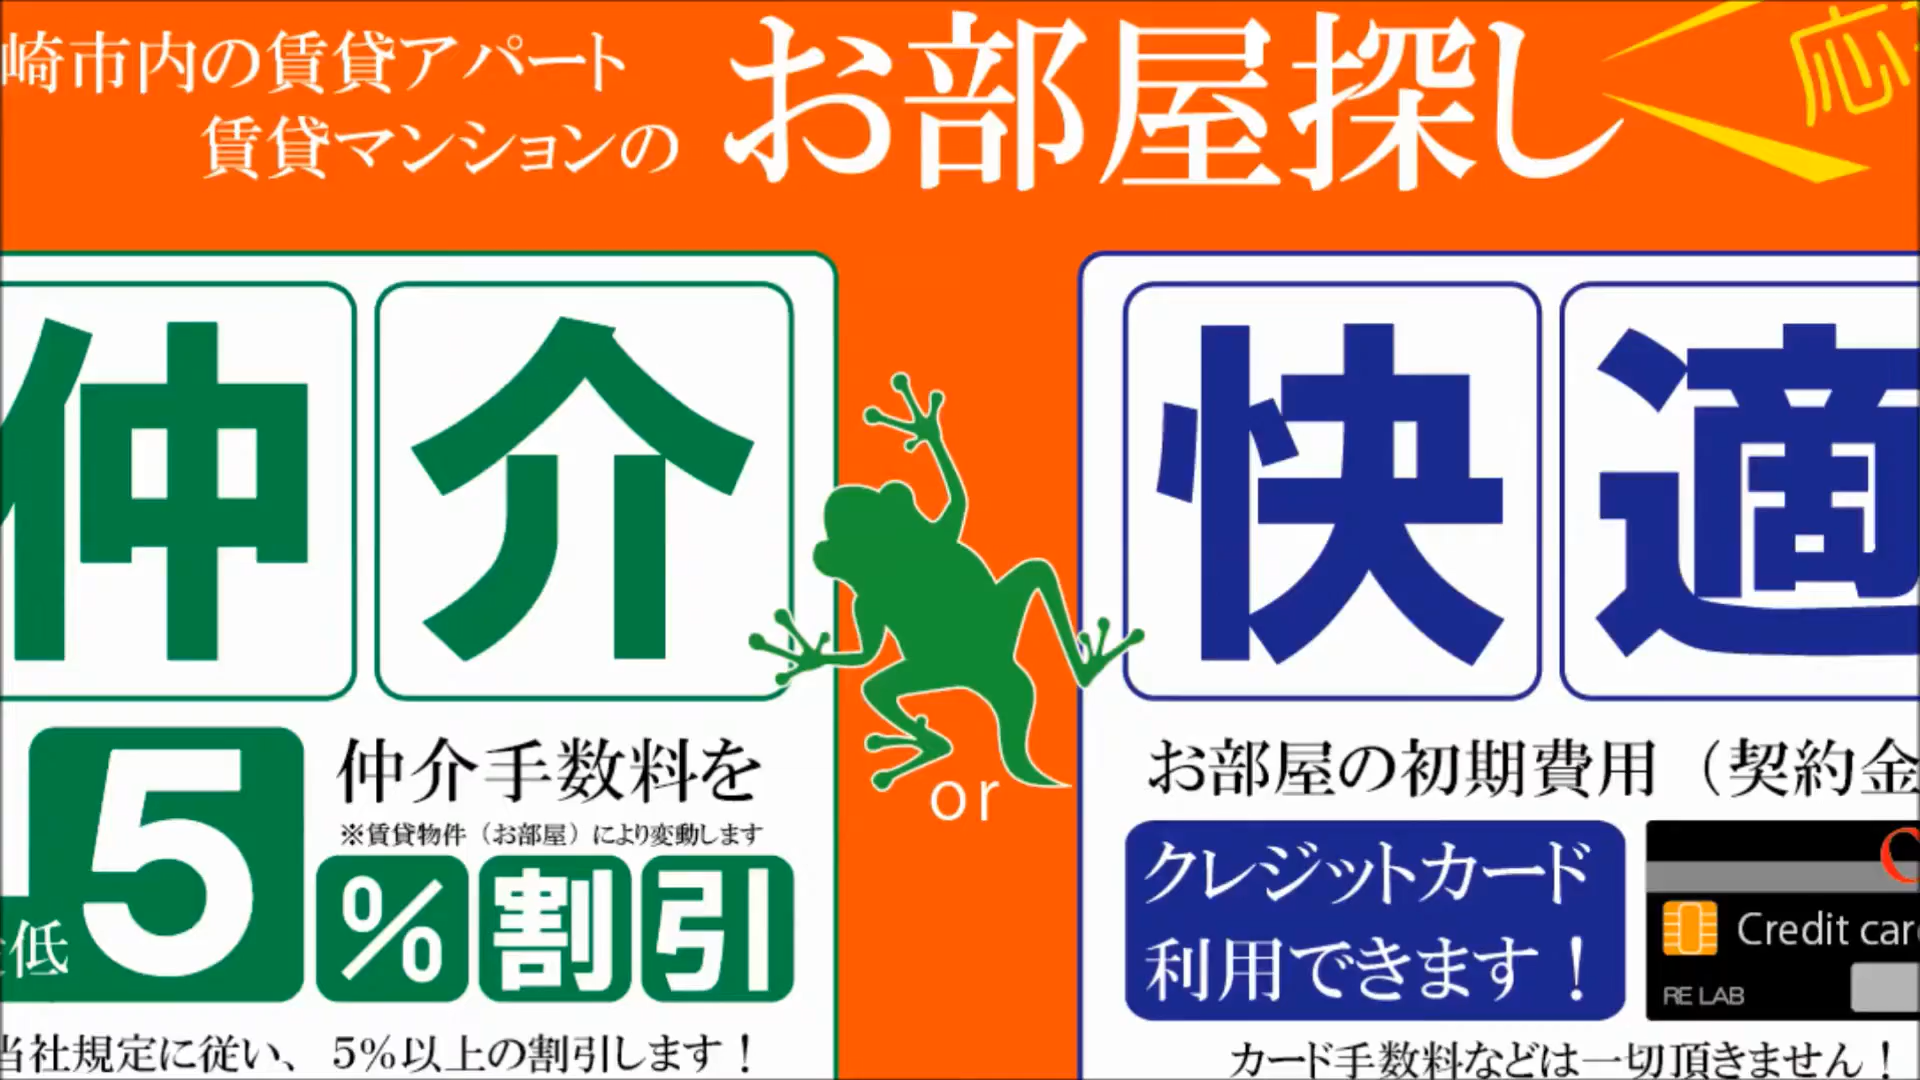 崎市内の賃貸アパート
賃貸マンションの
お部屋探し
応
仲介
仲介手数料を
※賃貸物件（お部屋）により変動します
低
5
%割引
当社規定に従い、5%以上の割引します！
or
快適
お部屋の初期費用（契約金
クレジットカード
利用できます！
Credit car
RE LAB
カード手数料などは一切頂きません！